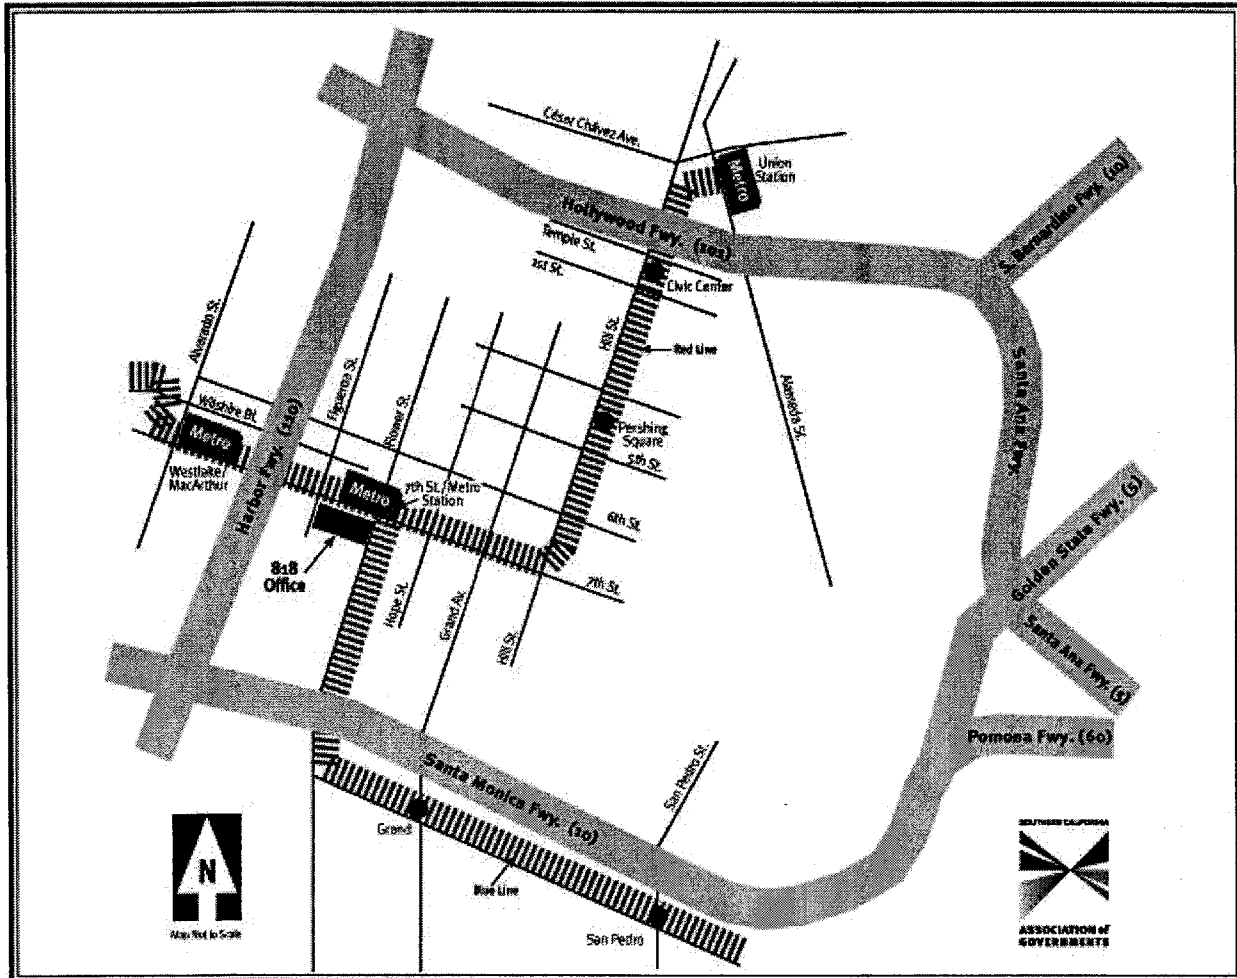 César Chávez Ave.
Metro
Union
Station
S. Bernardino Fwy. (10)
Hollywood Fwy. (101)
Temple St.
1st St.
Civic Center
Alvarado St.
Hill St.
Red Line
Figueroa St.
Flower St.
Santa Ana Fwy.
Alameda St.
Wilshire Bl.
Harbor Fwy. (110)
Metro
Westlake/
MacArthur
Pershing
Square
5th St.
Metro
7th St./Metro
Station
6th St.
Golden State Fwy. (5)
818
Office
7th St.
Hope St.
Grand Av.
Hill St.
Santa Ana Fwy. (5)
Pomona Fwy. (60)
Santa Monica Fwy. (10)
San Pedro St.
Grand
Blue Line
San Pedro
N
Map Not to Scale
SOUTHERN CALIFORNIA
ASSOCIATION of
GOVERNMENTS